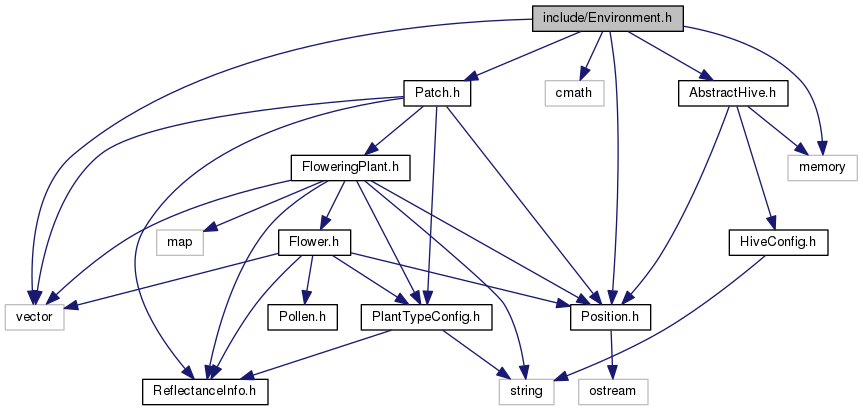 include/Environment.h
Patch.h
cmath
AbstractHive.h
FloweringPlant.h
memory
map
Flower.h
HiveConfig.h
vector
Pollen.h
PlantTypeConfig.h
Position.h
ReflectanceInfo.h
string
ostream